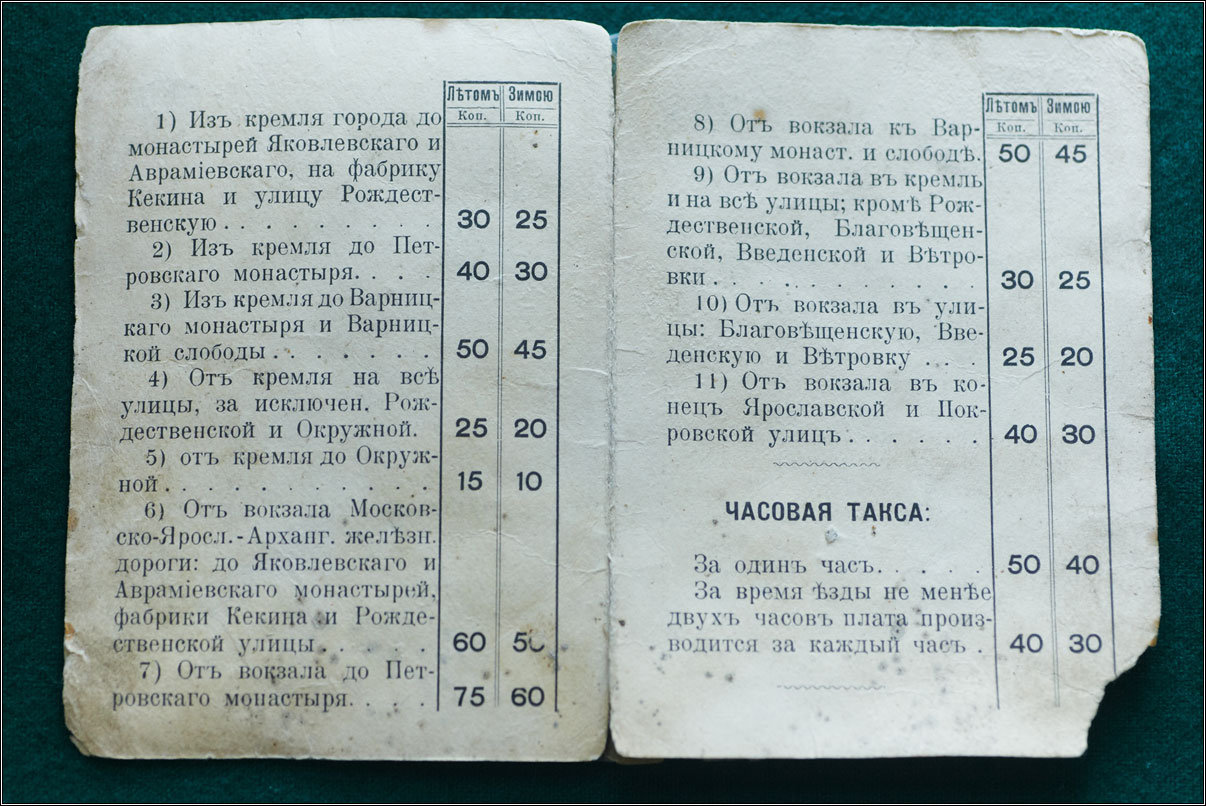 Лѣтомъ Зимою
Коп. Коп.
1) Изъ кремля города до
монастырей Яковлевскаго и
Авраміевскаго, на фабрику
Кекина и улицу Рождест-
венскую . . . . . . . . . 30 25
2) Изъ кремля до Пет-
ровскаго монастыря. . . . 40 30
3) Изъ кремля до Варниц-
каго монастыря и Варниц-
кой слободы . . . . . . . 50 45
4) Отъ кремля на всѣ
улицы, за исключен. Рож-
дественской и Окружной. 25 20
5) отъ кремля до Окруж-
ной . . . . . . . . . . . 15 10
6) Отъ вокзала Москов-
ско-Яросл.-Арханг. желѣзн.
дороги: до Яковлевскаго и
Авраміевскаго монастырей,
фабрики Кекина и Рожде-
ственской улицы . . . . . 60 50
7) Отъ вокзала до Пет-
ровскаго монастыря. . . . 75 60
Лѣтомъ Зимою
Коп. Коп.
8) Отъ вокзала къ Вар-
ницкому монаст. и слободѣ. 50 45
9) Отъ вокзала въ кремль
и на всѣ улицы; кромѣ Рож-
дественской, Благовѣщен-
ской, Введенской и Вѣтро-
вки . . . . . . . . . . . 30 25
10) Отъ вокзала въ ули-
цы: Благовѣщенскую, Вве-
денскую и Вѣтровку . . . . 25 20
11) Отъ вокзала въ ко-
нецъ Ярославской и Пок-
ровской улицъ . . . . . . 40 30
ЧАСОВАЯ ТАКСА:
За одинъ часъ. . . . . 50 40
За время ѣзды не менѣе
двухъ часовъ плата произ-
водится за каждый часъ . 40 30